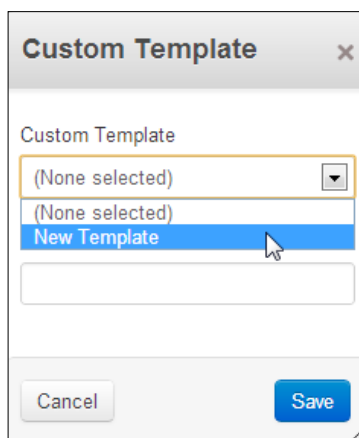 Custom Template ×
Custom Template
(None selected)
(None selected)
New Template
Cancel Save